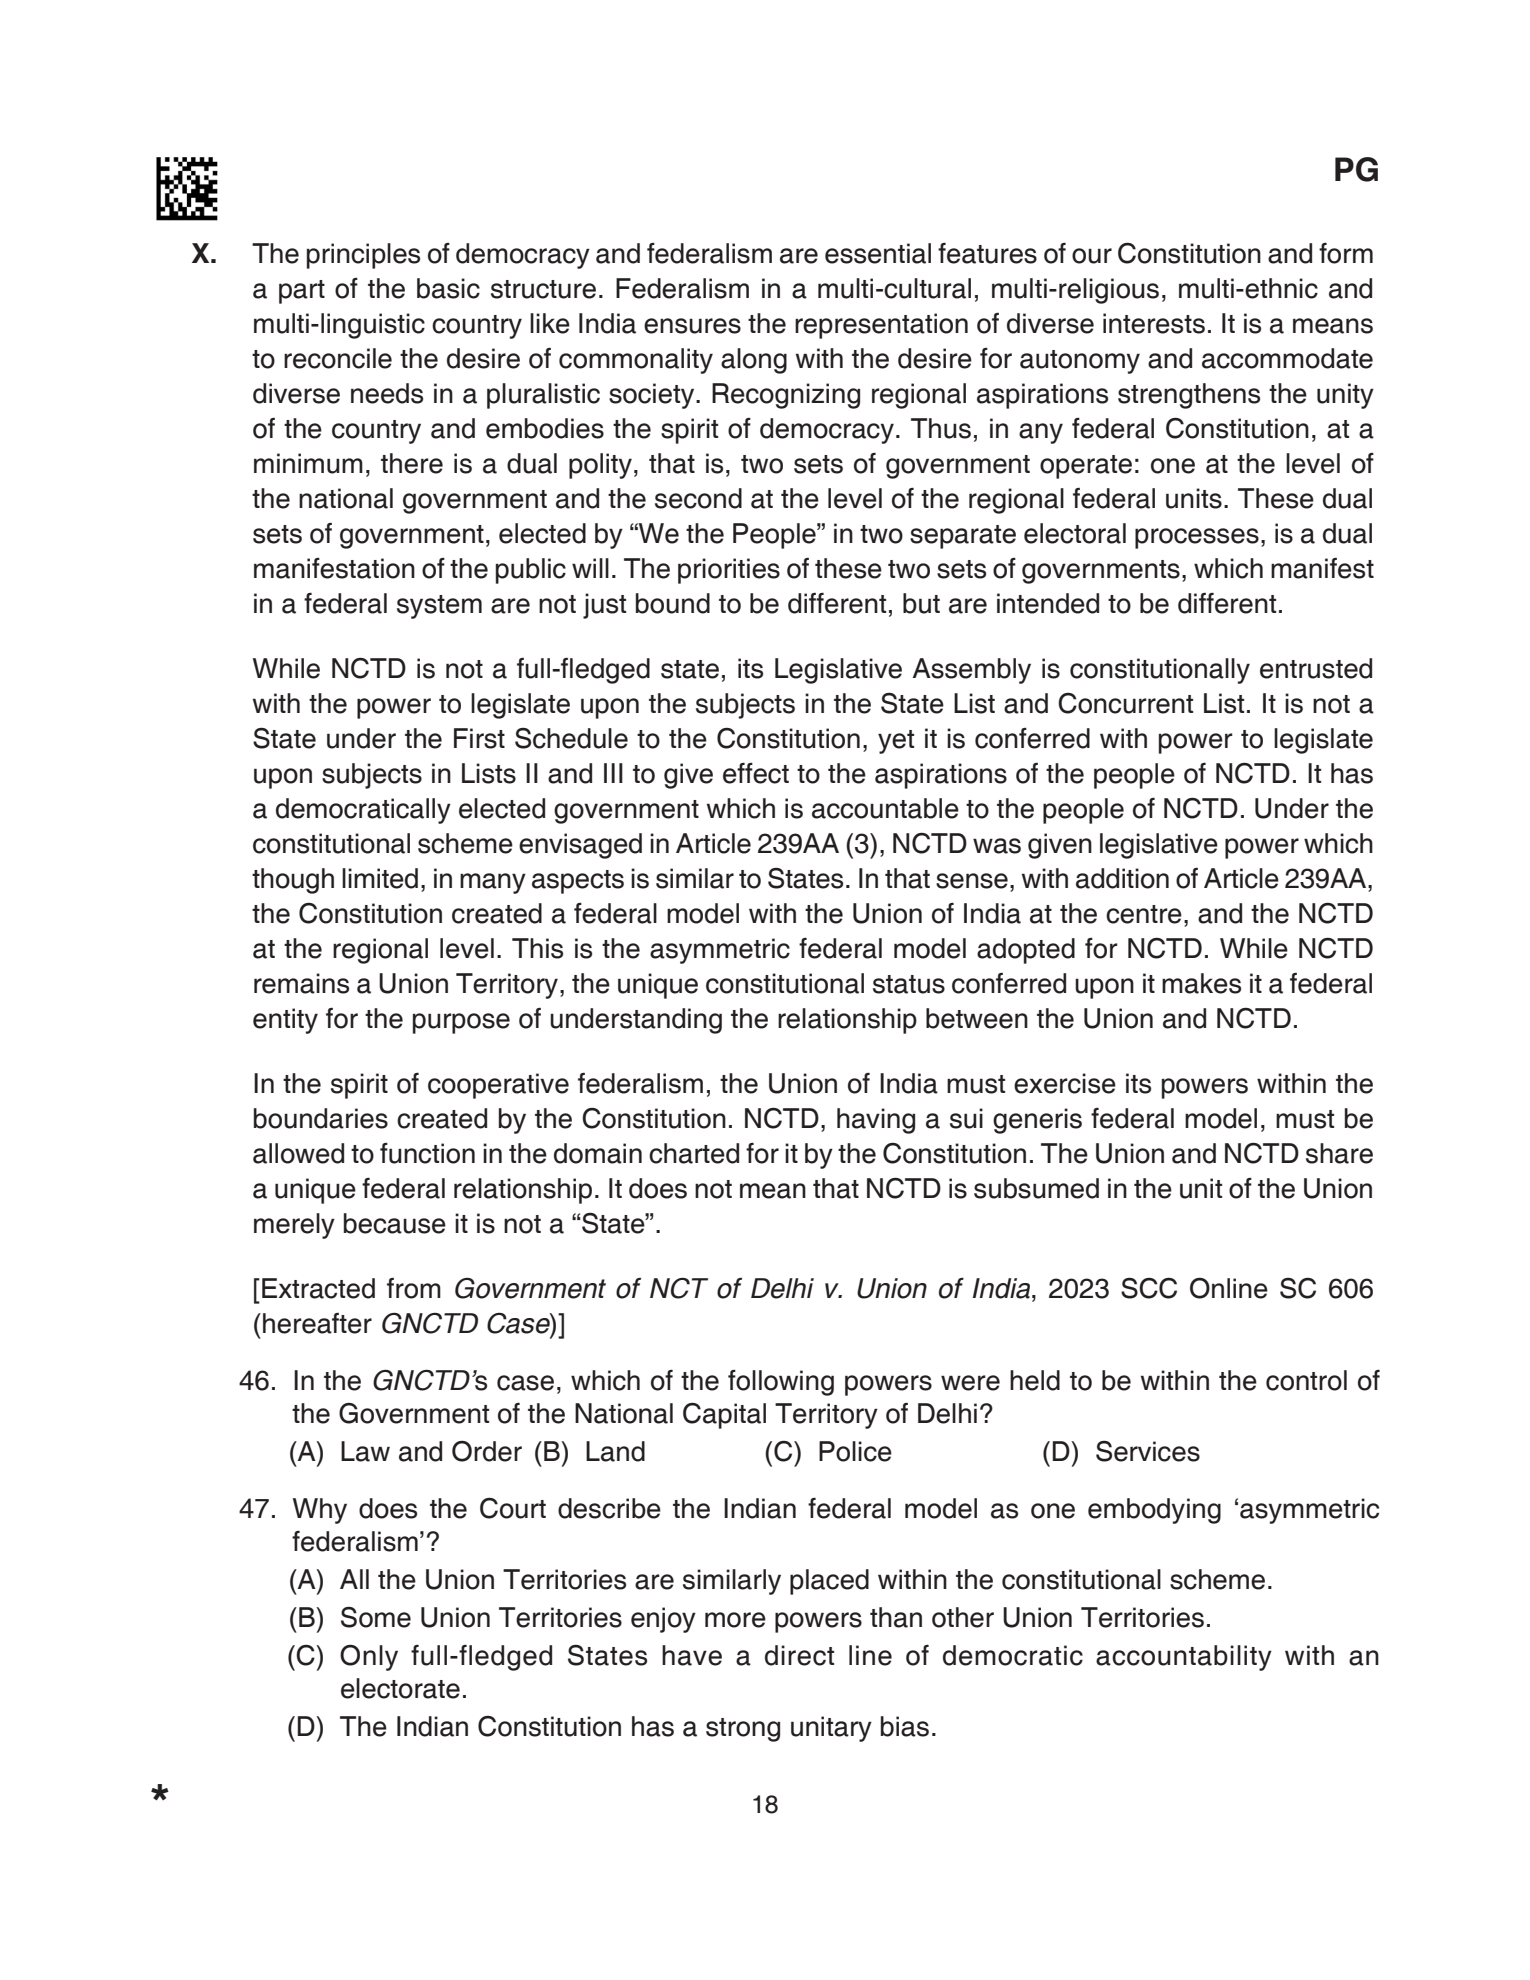 PG
X. The principles of democracy and federalism are essential features of our Constitution and form
a part of the basic structure. Federalism in a multi-cultural, multi-religious, multi-ethnic and
multi-linguistic country like India ensures the representation of diverse interests. It is a means
to reconcile the desire of commonality along with the desire for autonomy and accommodate
diverse needs in a pluralistic society. Recognizing regional aspirations strengthens the unity
of the country and embodies the spirit of democracy. Thus, in any federal Constitution, at a
minimum, there is a dual polity, that is, two sets of government operate: one at the level of
the national government and the second at the level of the regional federal units. These dual
sets of government, elected by “We the People” in two separate electoral processes, is a dual
manifestation of the public will. The priorities of these two sets of governments, which manifest
in a federal system are not just bound to be different, but are intended to be different.
While NCTD is not a full-fledged state, its Legislative Assembly is constitutionally entrusted
with the power to legislate upon the subjects in the State List and Concurrent List. It is not a
State under the First Schedule to the Constitution, yet it is conferred with power to legislate
upon subjects in Lists II and III to give effect to the aspirations of the people of NCTD. It has
a democratically elected government which is accountable to the people of NCTD. Under the
constitutional scheme envisaged in Article 239AA (3), NCTD was given legislative power which
though limited, in many aspects is similar to States. In that sense, with addition of Article 239AA,
the Constitution created a federal model with the Union of India at the centre, and the NCTD
at the regional level. This is the asymmetric federal model adopted for NCTD. While NCTD
remains a Union Territory, the unique constitutional status conferred upon it makes it a federal
entity for the purpose of understanding the relationship between the Union and NCTD.
In the spirit of cooperative federalism, the Union of India must exercise its powers within the
boundaries created by the Constitution. NCTD, having a sui generis federal model, must be
allowed to function in the domain charted for it by the Constitution. The Union and NCTD share
a unique federal relationship. It does not mean that NCTD is subsumed in the unit of the Union
merely because it is not a “State”.
[Extracted from Government of NCT of Delhi v. Union of India, 2023 SCC Online SC 606
(hereafter GNCTD Case)]
46. In the GNCTD’s case, which of the following powers were held to be within the control of
the Government of the National Capital Territory of Delhi?
(A) Law and Order (B) Land (C) Police (D) Services
47. Why does the Court describe the Indian federal model as one embodying ‘asymmetric
federalism’?
(A) All the Union Territories are similarly placed within the constitutional scheme.
(B) Some Union Territories enjoy more powers than other Union Territories.
(C) Only full-fledged States have a direct line of democratic accountability with an
electorate.
(D) The Indian Constitution has a strong unitary bias.
* 18